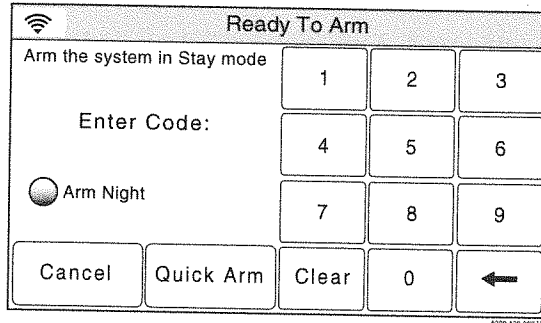 Ready To Arm
Arm the system in Stay mode
1 2 3
Enter Code:
4 5 6
Arm Night
7 8 9
Cancel Quick Arm Clear 0